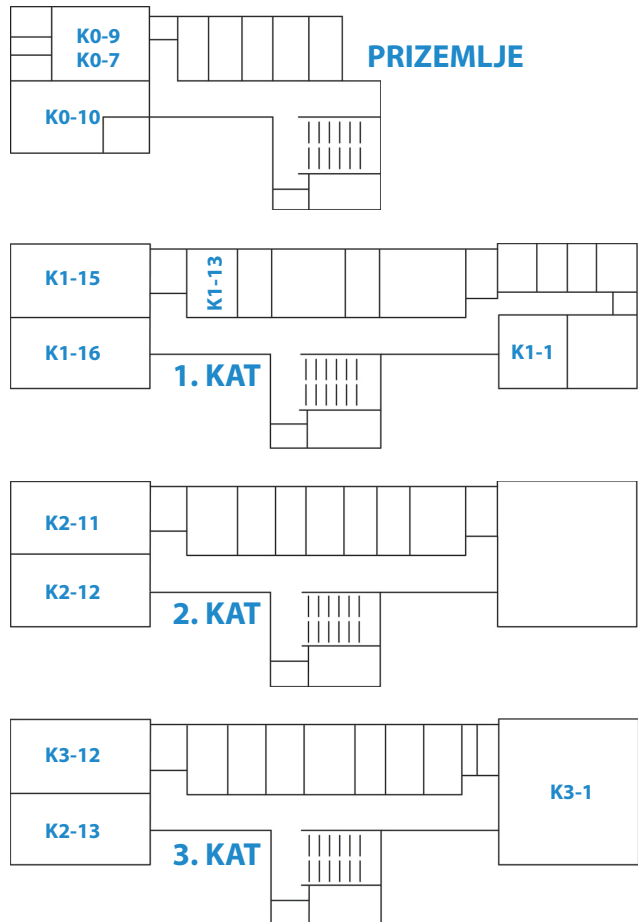 K0-9
K0-7
PRIZEMLJE
K0-10
K1-15
K1-13
K1-16
K1-1
1. KAT
K2-11
K2-12
2. KAT
K3-12
K3-1
K2-13
3. KAT